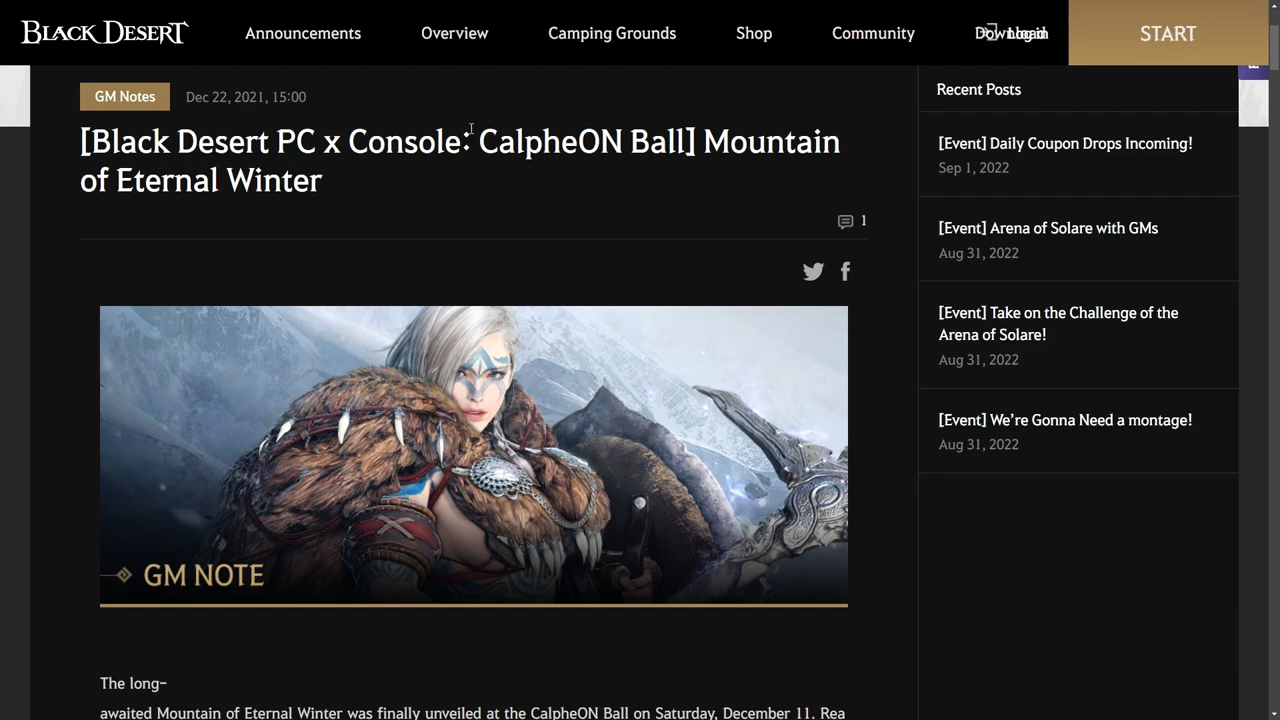 BLACK DESERT
Announcements
Overview
Camping Grounds
Shop
Community
START
GM Notes
Dec 22, 2021, 15:00
[Black Desert PC x Console: CalpheON Ball] Mountain
of Eternal Winter
1
GM NOTE
The long-
awaited Mountain of Eternal Winter was finally unveiled at the CalpheON Ball on Saturday, December 11. Rea
Recent Posts
[Event] Daily Coupon Drops Incoming!
Sep 1, 2022
[Event] Arena of Solare with GMs
Aug 31, 2022
[Event] Take on the Challenge of the
Arena of Solare!
Aug 31, 2022
[Event] We're Gonna Need a montage!
Aug 31, 2022